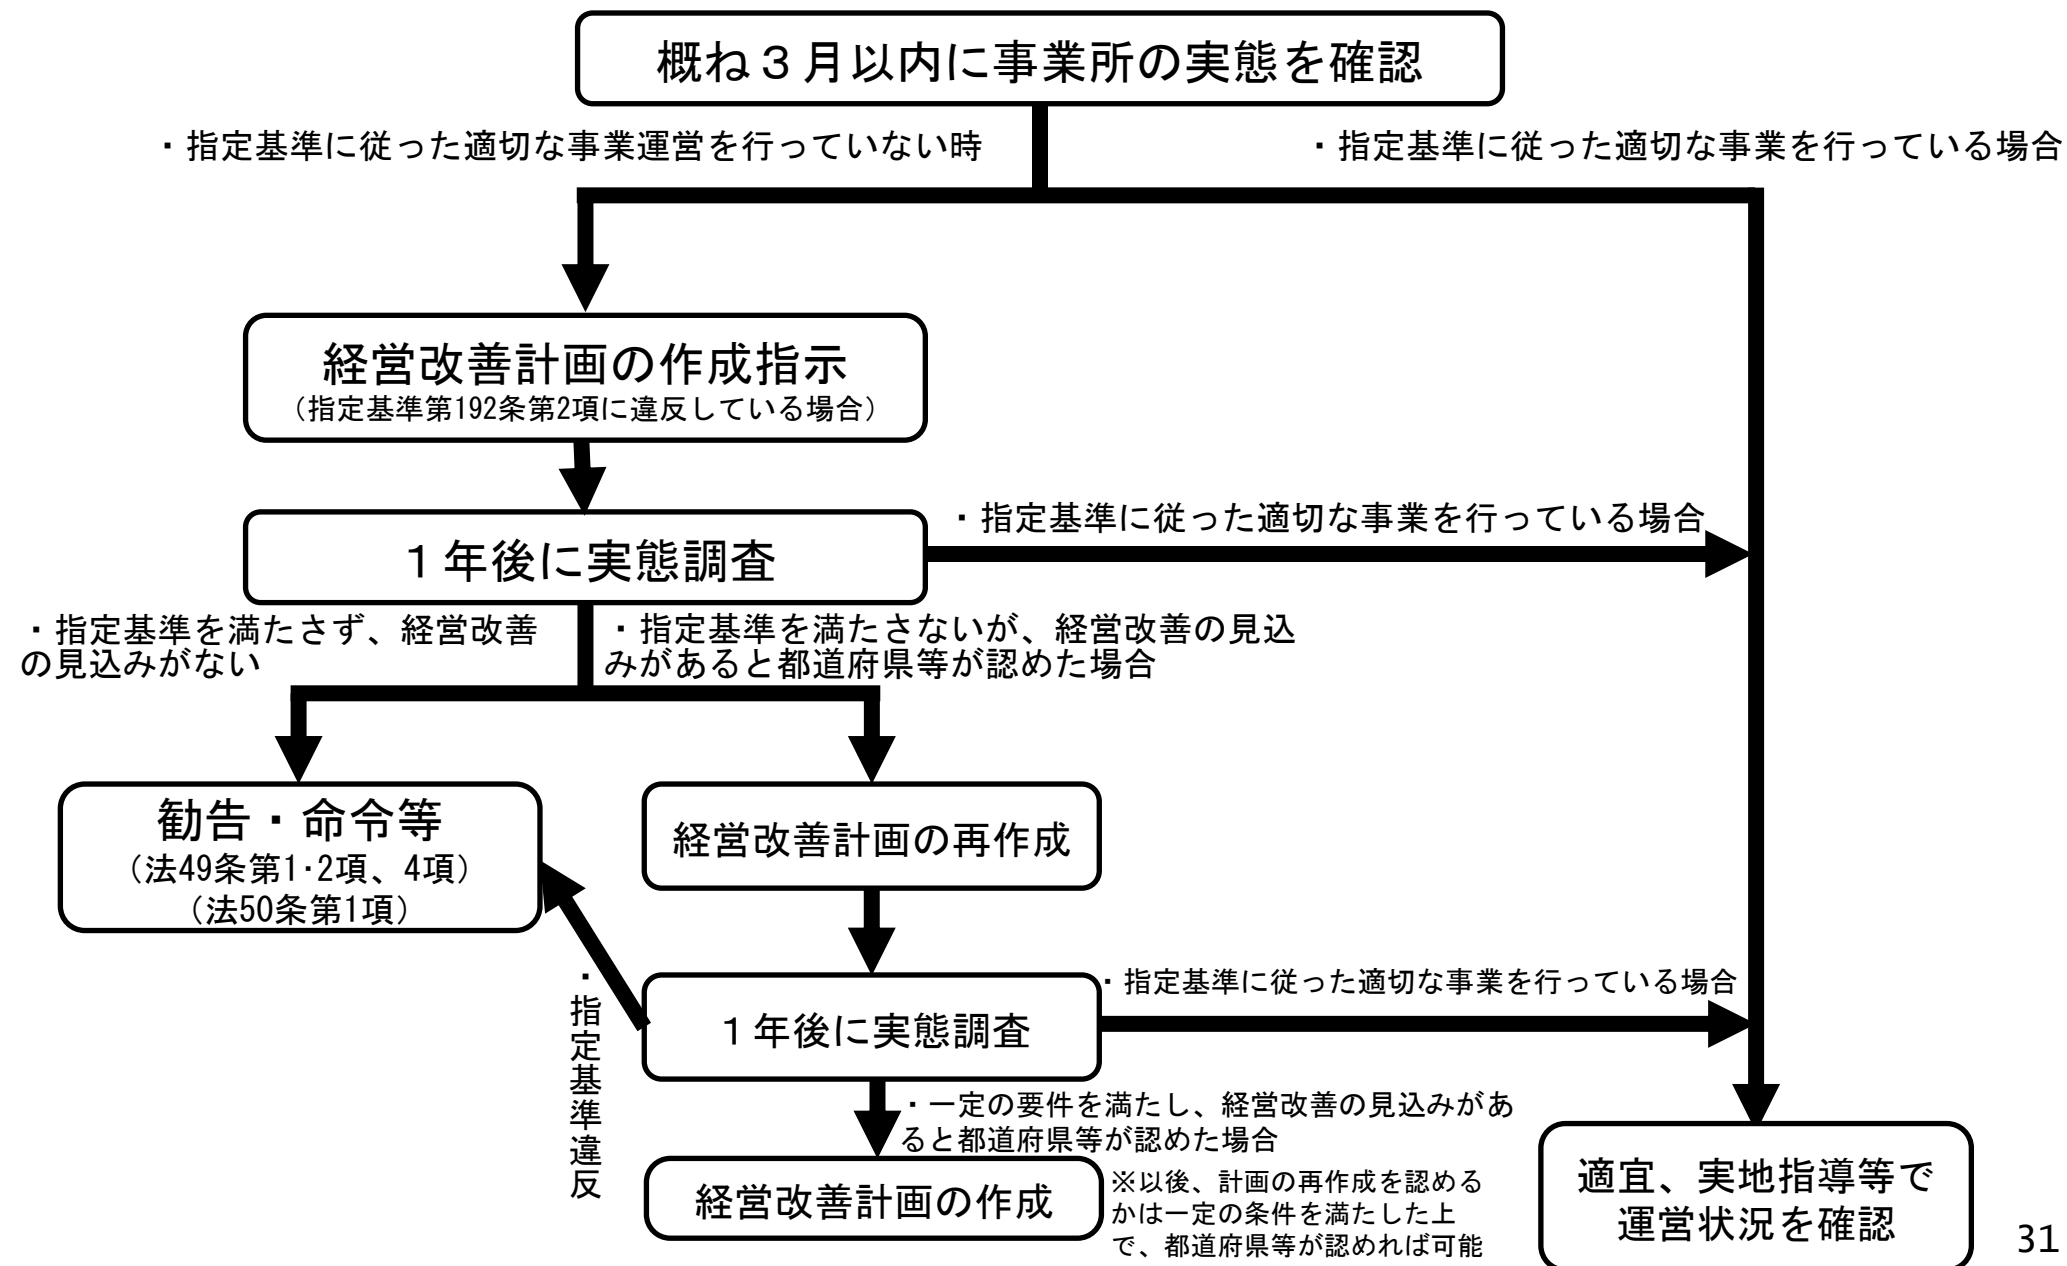 概ね３月以内に事業所の実態を確認
・指定基準に従った適切な事業運営を行っていない時
・指定基準に従った適切な事業を行っている場合
経営改善計画の作成指示
（指定基準第192条第2項に違反している場合）
１年後に実態調査
・指定基準に従った適切な事業を行っている場合
・指定基準を満たさず、経営改善
の見込みがない
・指定基準を満たさないが、経営改善の見込
みがあると都道府県等が認めた場合
勧告・命令等
（法49条第1･2項、4項）
（法50条第1項）
経営改善計画の再作成
・指定基準違反
１年後に実態調査
・指定基準に従った適切な事業を行っている場合
・一定の要件を満たし、経営改善の見込みがあ
ると都道府県等が認めた場合
経営改善計画の作成
※以後、計画の再作成を認める
かは一定の条件を満たした上
で、都道府県等が認めれば可能
適宜、実地指導等で
運営状況を確認
31